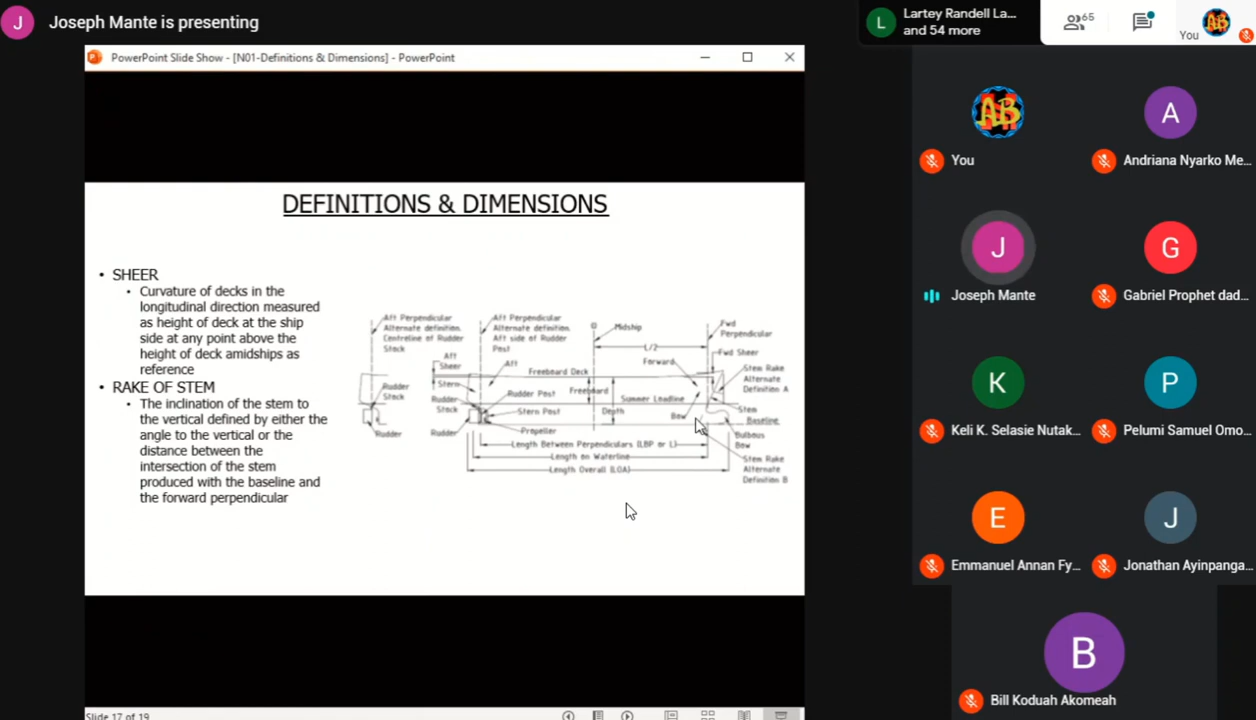 J
Joseph Mante is presenting
L
Lartey Randell La...
and 54 more
65
You
PowerPoint Slide Show - [N01-Definitions & Dimensions] - PowerPoint
DEFINITIONS & DIMENSIONS
• SHEER
• Curvature of decks in the
longitudinal direction measured
as height of deck at the ship
side at any point above the
height of deck amidships as
reference
• RAKE OF STEM
• The inclination of the stem to
the vertical defined by either the
angle to the vertical or the
distance between the
intersection of the stem
produced with the baseline and
the forward perpendicular
Aft Perpendicular
Alternate definition
Centreline of Rudder
Stock
Aft Perpendicular
Alternate definition
Aft side of Rudder
Post
Midship
Fwd
Perpendicular
L/2
Aft
Sheer
Aft
Forward
Fwd Sheer
Freeboard Deck
Stem Rake
Alternate
Definition A
Stern
Rudder
Stock
Rudder Post
Freeboard
Summer Loadline
Rudder
Stock
Stern Post
Depth
Bow
Stem
Baseline
Rudder
Rudder
Propeller
Bulbous
Bow
Length Between Perpendiculars (LBP or L)
Length on Waterline
Length Overall (LOA)
Stem Rake
Alternate
Definition B
Slide 17 of 19
AB
You
A
Andriana Nyarko Me...
J
Joseph Mante
G
Gabriel Prophet dad...
K
Keli K. Selasie Nutak...
P
Pelumi Samuel Omo...
E
Emmanuel Annan Fy...
J
Jonathan Ayinpanga...
B
Bill Koduah Akomeah